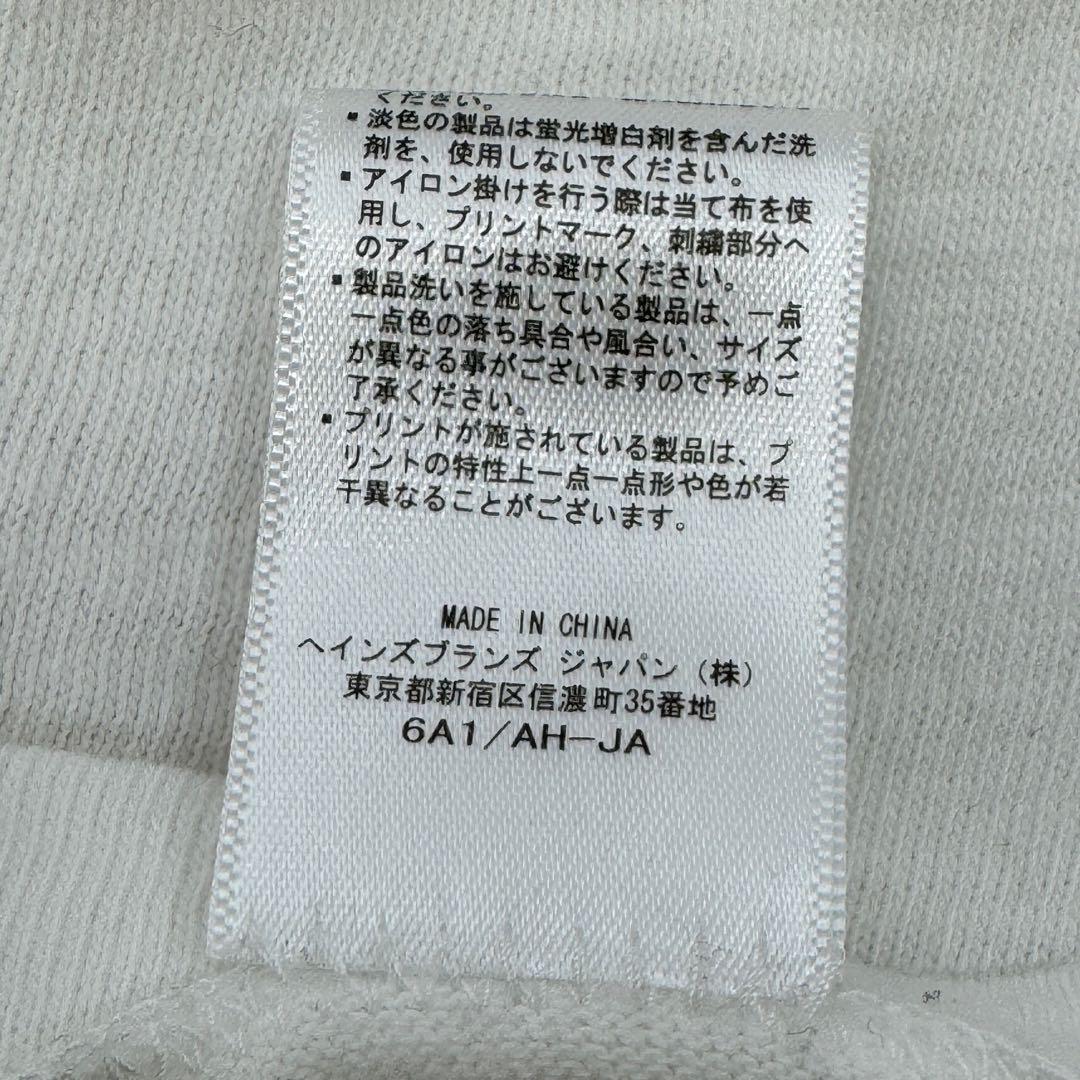 ください。
▪淡色の製品は蛍光増白剤を含んだ洗
剤を、使用しないでください。
▪アイロン掛けを行う際は当て布を使
用し、プリントマーク、刺繍部分へ
のアイロンはお避けください。
▪製品洗いを施している製品は、一点
一点色の落ち具合や風合い、サイズ
が異なる事がございますので予めご
了承ください。
▪プリントが施されている製品は、プ
リントの特性上一点一点形や色が若
干異なることがございます。
MADE IN CHINA
ヘインズブランズ ジャパン (株)
東京都新宿区信濃町35番地
6A1/AH-JA